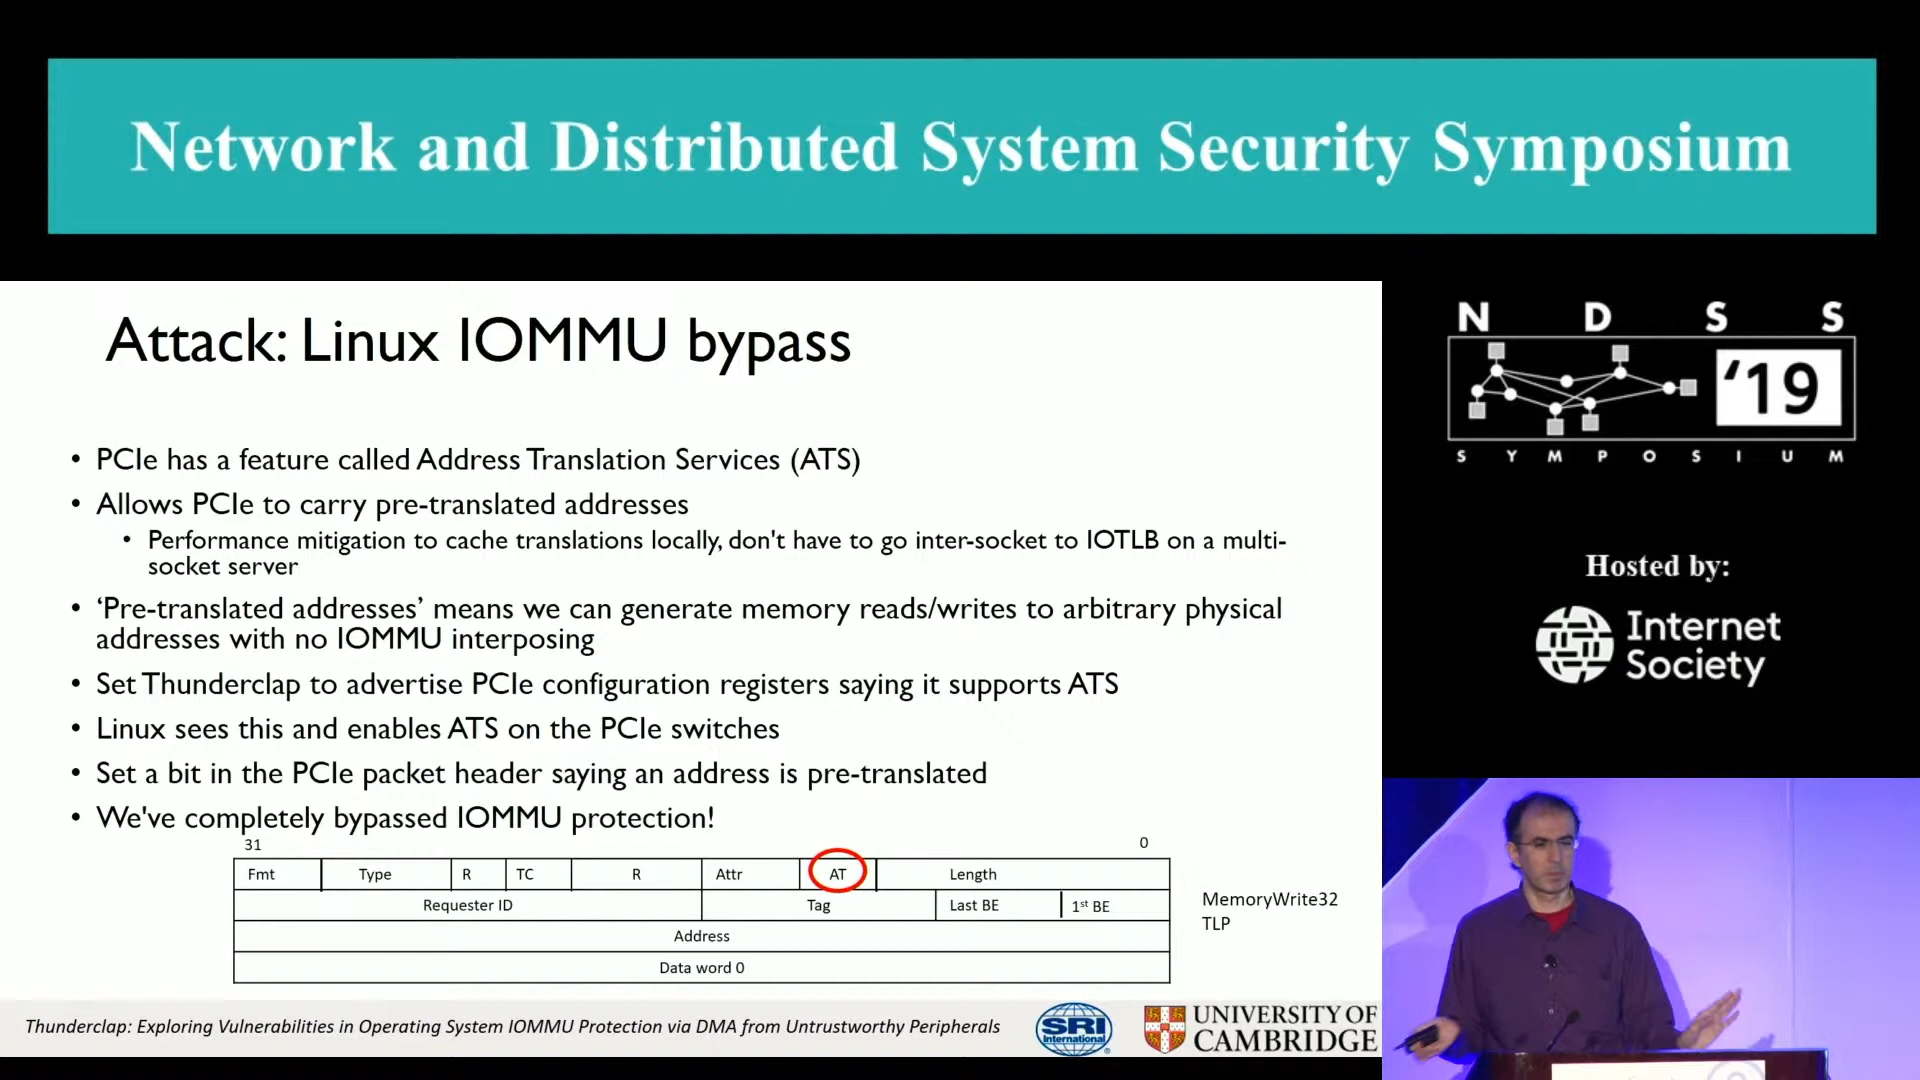 Network and Distributed System Security Symposium
Attack: Linux IOMMU bypass
• PCIe has a feature called Address Translation Services (ATS)
• Allows PCIe to carry pre-translated addresses
• Performance mitigation to cache translations locally, don't have to go inter-socket to IOTLB on a multi-
socket server
• ‘Pre-translated addresses’ means we can generate memory reads/writes to arbitrary physical
addresses with no IOMMU interposing
• Set Thunderclap to advertise PCIe configuration registers saying it supports ATS
• Linux sees this and enables ATS on the PCIe switches
• Set a bit in the PCIe packet header saying an address is pre-translated
• We've completely bypassed IOMMU protection!
31 0
Fmt Type R TC R Attr AT Length
Requester ID Tag Last BE 1st BE
Address
Data word 0
MemoryWrite32
TLP
Thunderclap: Exploring Vulnerabilities in Operating System IOMMU Protection via DMA from Untrustworthy Peripherals
SRI
International
UNIVERSITY OF
CAMBRIDGE
N D S S
‘19
S Y M P O S I U M
Hosted by:
Internet
Society